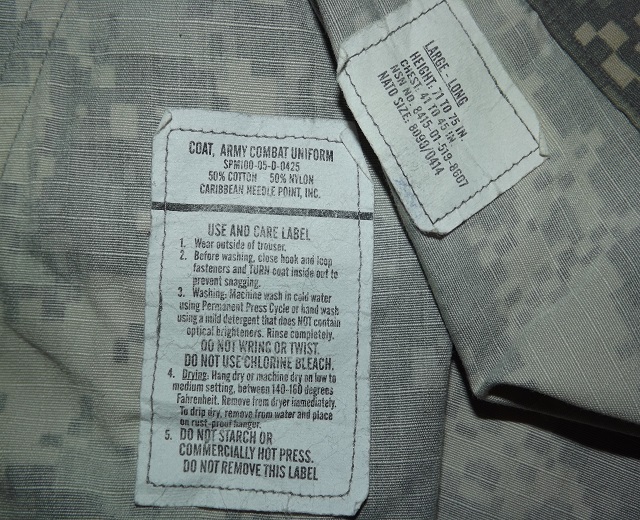 COAT, ARMY COMBAT UNIFORM
SPM100-05-D-0425
50% COTTON 50% NYLON
CARIBBEAN NEEDLE POINT, INC.
USE AND CARE LABEL
1. Wear outside of trouser.
2. Before washing, close hook and loop
fasteners and TURN coat inside out to
prevent snagging.
3. Washing: Machine wash in cold water
using Permanent Press Cycle or hand wash
using a mild detergent that does NOT contain
optical brighteners. Rinse completely.
DO NOT WRING OR TWIST.
DO NOT USE CHLORINE BLEACH.
4. Drying: Hang dry or machine dry on low to
medium setting, between 140-160 degrees
Fahrenheit. Remove from dryer immediately.
To drip dry, remove from water and place
on rust-proof hanger.
5. DO NOT STARCH OR
COMMERCIALLY HOT PRESS.
DO NOT REMOVE THIS LABEL
LARGE LONG
HEIGHT: 71 TO 75 IN.
CHEST: 41 TO 45 IN.
NSN NO. 8415-01-519-8607
NATO SIZE: 8090/0414